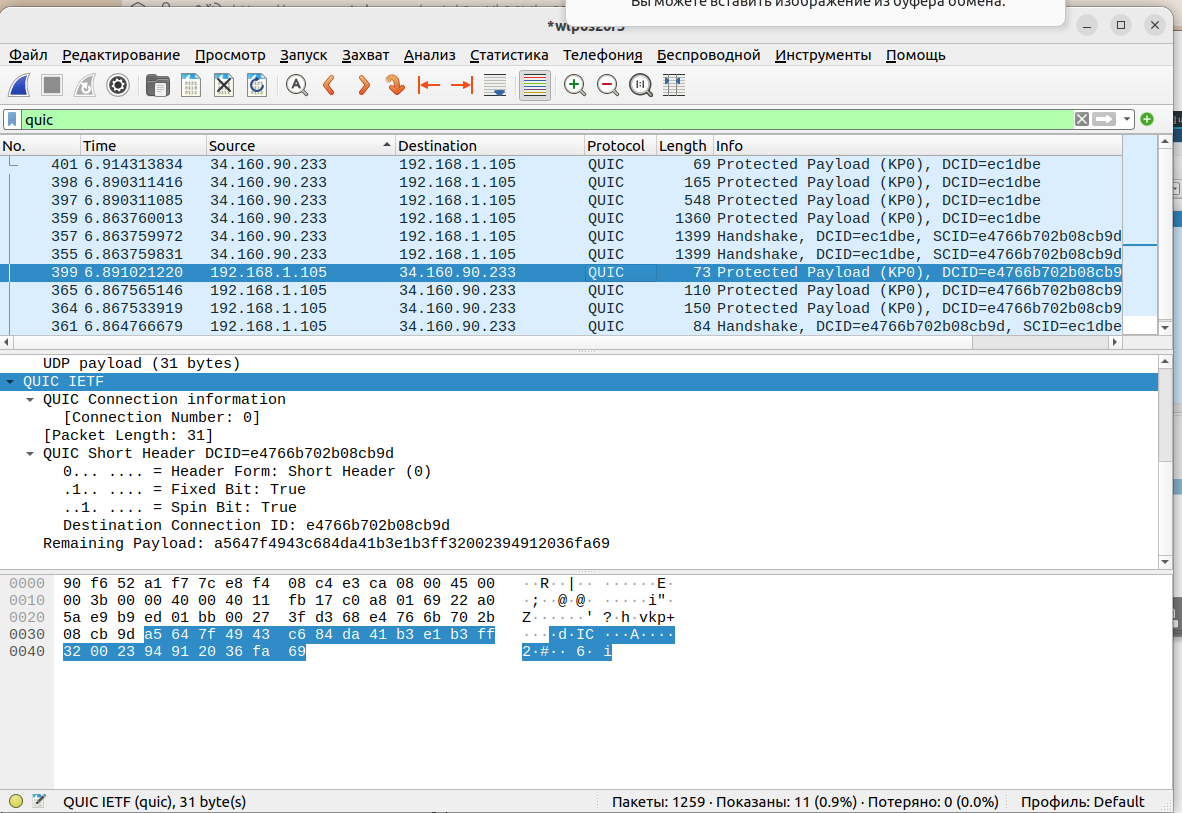 Вы можете вставить изображение из буфера обмена.
Файл Редактирование Просмотр Запуск Захват Анализ Статистика Телефония Беспроводной Инструменты Помощь
quic
No. Time Source Destination Protocol Length Info
401 6.914313834 34.160.90.233 192.168.1.105 QUIC 69 Protected Payload (KP0), DCID=ec1dbe
398 6.890311416 34.160.90.233 192.168.1.105 QUIC 165 Protected Payload (KP0), DCID=ec1dbe
397 6.890311085 34.160.90.233 192.168.1.105 QUIC 548 Protected Payload (KP0), DCID=ec1dbe
359 6.863760013 34.160.90.233 192.168.1.105 QUIC 1360 Protected Payload (KP0), DCID=ec1dbe
357 6.863759972 34.160.90.233 192.168.1.105 QUIC 1399 Handshake, DCID=ec1dbe, SCID=e4766b702b08cb9d
355 6.863759831 34.160.90.233 192.168.1.105 QUIC 1399 Handshake, DCID=ec1dbe, SCID=e4766b702b08cb9d
399 6.891021220 192.168.1.105 34.160.90.233 QUIC 73 Protected Payload (KP0), DCID=e4766b702b08cb9
365 6.867565146 192.168.1.105 34.160.90.233 QUIC 110 Protected Payload (KP0), DCID=e4766b702b08cb9
364 6.867533919 192.168.1.105 34.160.90.233 QUIC 150 Protected Payload (KP0), DCID=e4766b702b08cb9
361 6.864766679 192.168.1.105 34.160.90.233 QUIC 84 Handshake, DCID=e4766b702b08cb9d, SCID=ec1dbe
UDP payload (31 bytes)
QUIC IETF
QUIC Connection information
[Connection Number: 0]
[Packet Length: 31]
QUIC Short Header DCID=e4766b702b08cb9d
0... .... = Header Form: Short Header (0)
.1.. .... = Fixed Bit: True
..1. .... = Spin Bit: True
Destination Connection ID: e4766b702b08cb9d
Remaining Payload: a5647f4943c684da41b3e1b3ff32002394912036fa69
0000 90 f6 52 a1 f7 7c e8 f4 08 c4 e3 ca 08 00 45 00 ··R··|·· ······E·
0010 00 3b 00 00 40 00 40 11 fb 17 c0 a8 01 69 22 a0 ·;··@·@· ·····i"·
0020 5a e9 b9 ed 01 bb 00 27 3f d3 68 e4 76 6b 70 2b Z······' ?·h·vkp+
0030 08 cb 9d a5 64 7f 49 43 c6 84 da 41 b3 e1 b3 ff ····d·IC ···A····
0040 32 00 23 94 91 20 36 fa 69 2·#·· 6· i
QUIC IETF (quic), 31 byte(s) Пакеты: 1259 · Показаны: 11 (0.9%) · Потеряно: 0 (0.0%) Профиль: Default